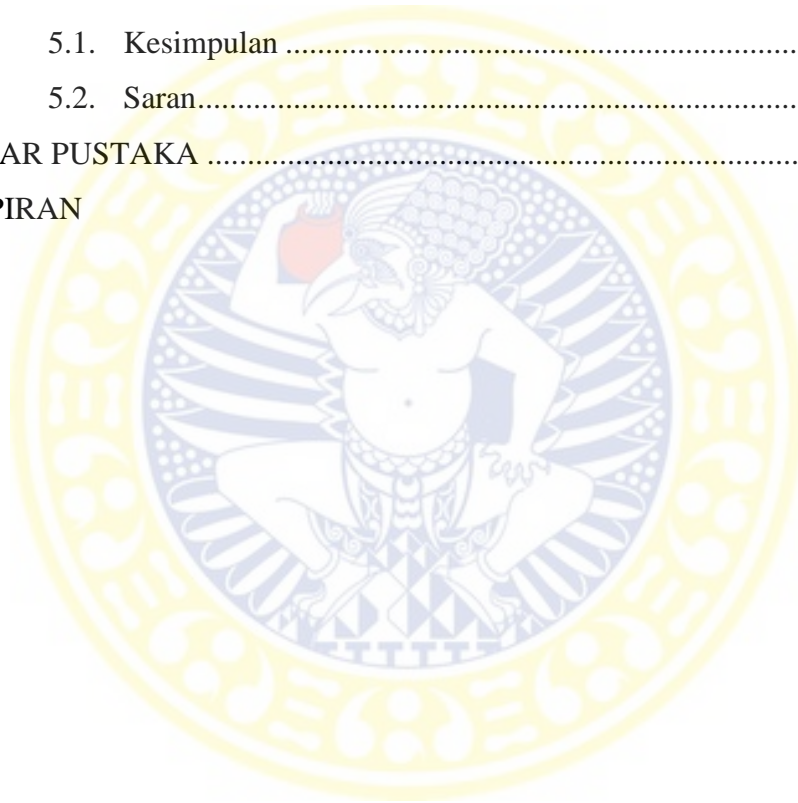 5.1. Kesimpulan ............................................................
5.2. Saran.........................................................................
AR PUSTAKA .......................................................................
PIRAN